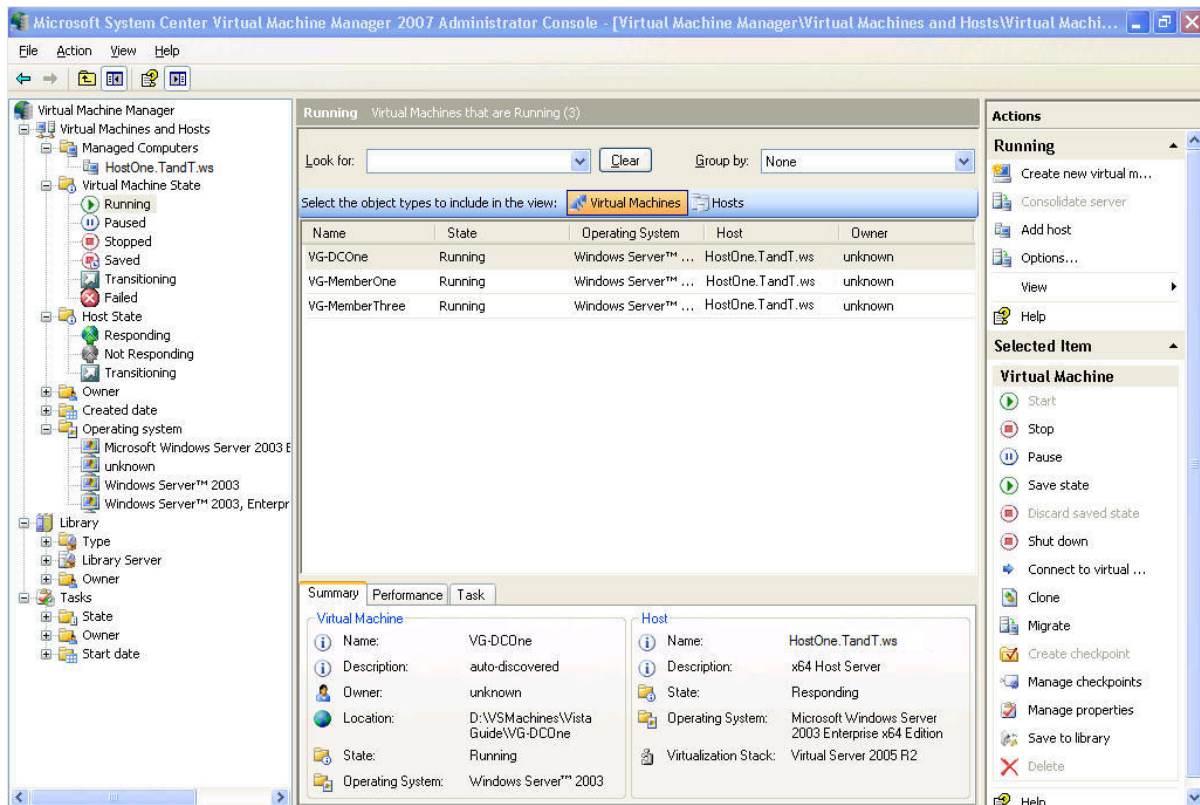 Microsoft System Center Virtual Machine Manager 2007 Administrator Console - [Virtual Machine Manager\Virtual Machines and Hosts\Virtual Machi...
File Action View Help
Virtual Machine Manager
Virtual Machines and Hosts
Managed Computers
HostOne.TandT.ws
Virtual Machine State
Running
Paused
Stopped
Saved
Transitioning
Failed
Host State
Responding
Not Responding
Transitioning
Owner
Created date
Operating system
Microsoft Windows Server 2003 E
unknown
Windows Server™ 2003
Windows Server™ 2003, Enterpr
Library
Type
Library Server
Owner
Tasks
State
Owner
Start date
Running Virtual Machines that are Running (3)
Look for: Clear Group by: None
Select the object types to include in the view: Virtual Machines Hosts
Name State Operating System Host Owner
VG-DCOne Running Windows Server™ ... HostOne.TandT.ws unknown
VG-MemberOne Running Windows Server™ ... HostOne.TandT.ws unknown
VG-MemberThree Running Windows Server™ ... HostOne.TandT.ws unknown
Summary Performance Task
Virtual Machine
Name: VG-DCOne
Description: auto-discovered
Owner: unknown
Location: D:\VSMachines\Vista
Guide\VG-DCOne
State: Running
Operating System: Windows Server™ 2003
Host
Name: HostOne.TandT.ws
Description: x64 Host Server
State: Responding
Operating System: Microsoft Windows Server
2003 Enterprise x64 Edition
Virtualization Stack: Virtual Server 2005 R2
Actions
Running
Create new virtual m...
Consolidate server
Add host
Options...
View
Help
Selected Item
Virtual Machine
Start
Stop
Pause
Save state
Discard saved state
Shut down
Connect to virtual ...
Clone
Migrate
Create checkpoint
Manage checkpoints
Manage properties
Save to library
Delete
Help